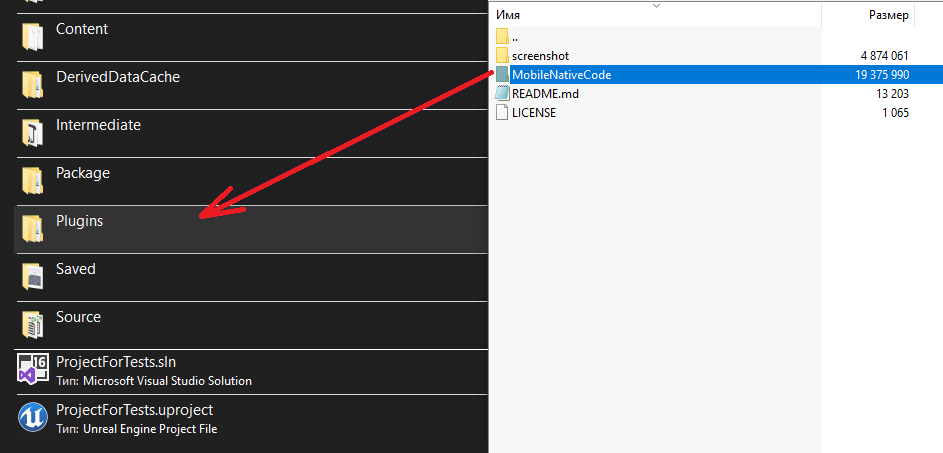 Content
DerivedDataCache
Intermediate
Package
Plugins
Saved
Source
16
ProjectForTests.sln
Тип: Microsoft Visual Studio Solution
ProjectForTests.uproject
Тип: Unreal Engine Project File
Имя Размер
..
screenshot 4 874 061
MobileNativeCode 19 375 990
README.md 13 203
LICENSE 1 065